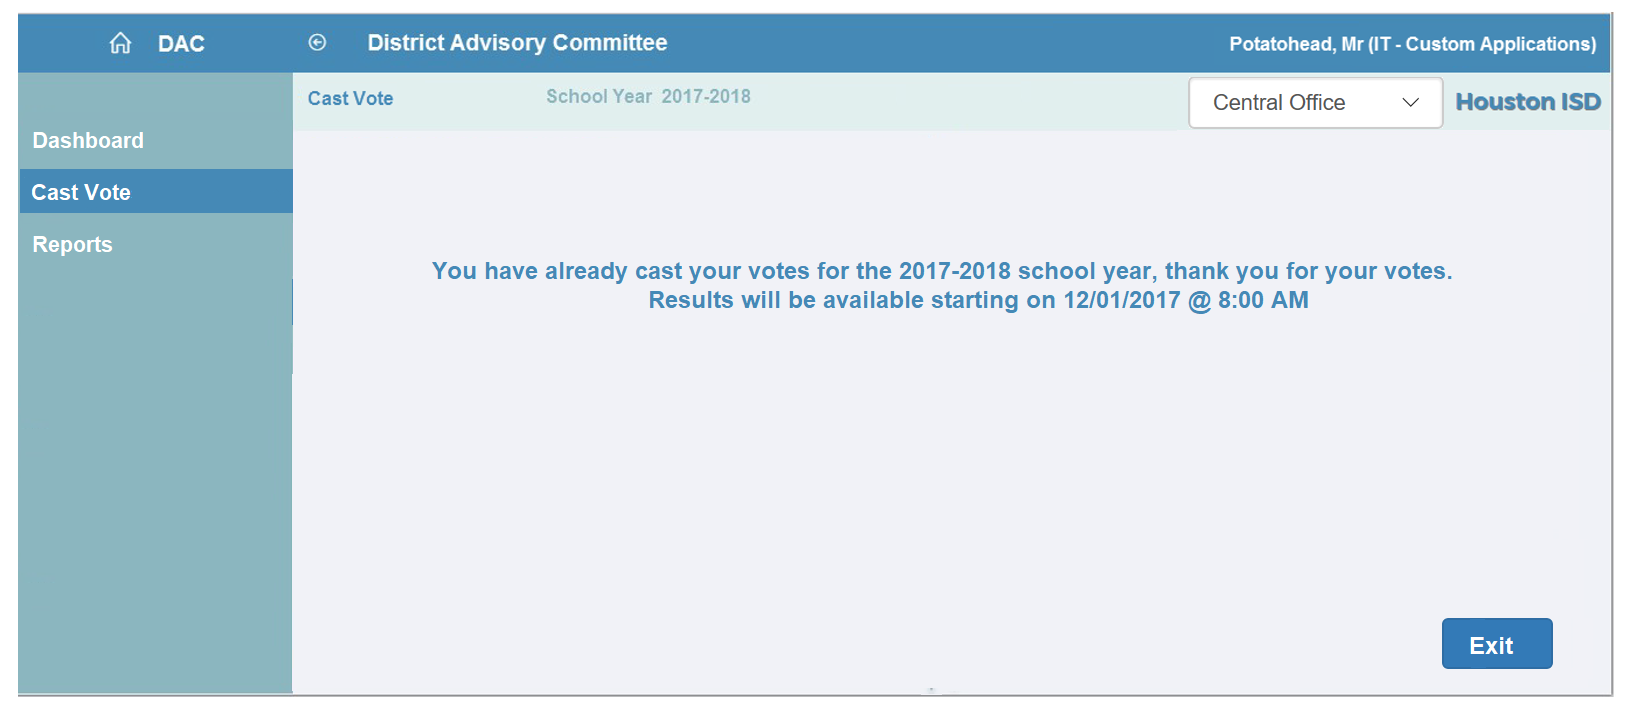 DAC
District Advisory Committee
Potatohead, Mr (IT - Custom Applications)
Cast Vote
School Year 2017-2018
Central Office
Houston ISD
Dashboard
Cast Vote
Reports
You have already cast your votes for the 2017-2018 school year, thank you for your votes.
Results will be available starting on 12/01/2017 @ 8:00 AM
Exit